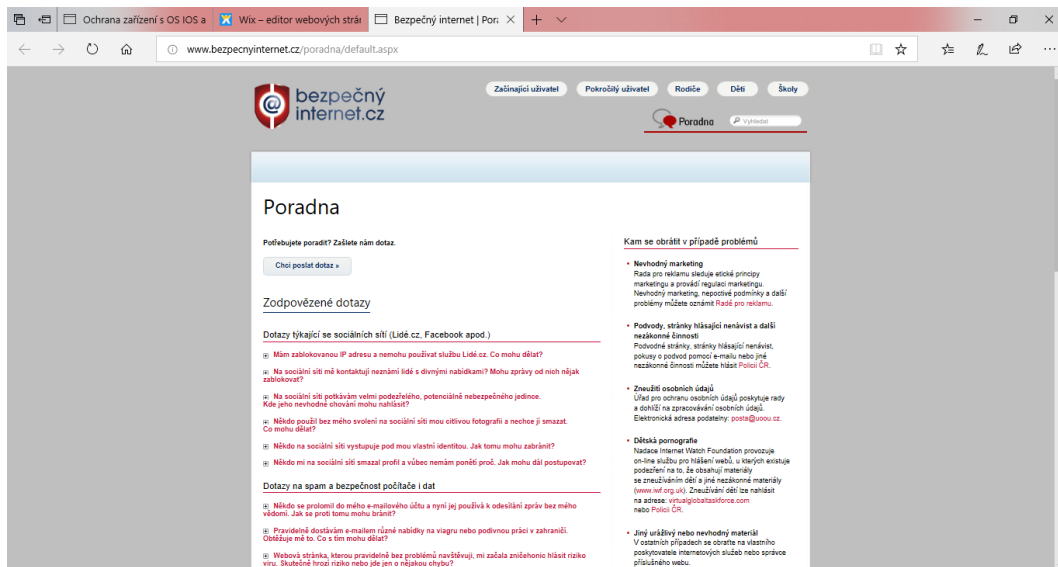 Ochrana zařízení s OS IOS a
Wix – editor webových strán
Bezpečný internet | Pora
www.bezpecnyinternet.cz/poradna/default.aspx
bezpečný
internet.cz
Začínající uživatel
Pokročilý uživatel
Rodiče
Děti
Školy
Poradna
Vyhledat
Poradna
Potřebujete poradit? Zašlete nám dotaz.
Chci poslat dotaz »
Zodpovězené dotazy
Dotazy týkající se sociálních sítí (Lidé.cz, Facebook apod.)
Mám zablokovanou IP adresu a nemohu používat službu Lidé.cz. Co mohu dělat?
Na sociální síti mě kontaktují neznámí lidé s divnými nabídkami? Mohu zprávy od nich nějak
zablokovat?
Na sociální síti potkávám velmi podezřelého, potenciálně nebezpečného jedince.
Kde jeho nevhodné chování mohu nahlásit?
Někdo použil bez mého svolení na sociální síti mou citlivou fotografii a nechce ji smazat.
Co mohu dělat?
Někdo na sociální síti vystupuje pod mou vlastní identitou. Jak tomu mohu zabránit?
Někdo mi na sociální síti smazal profil a vůbec nemám ponětí proč. Jak mohu dál postupovat?
Dotazy na spam a bezpečnost počítače i dat
Někdo se prolomil do mého e-mailového účtu a nyní jej používá k odesílání zpráv bez mého
vědomí. Jak se proti tomu mohu bránit?
Pravidelně dostávám e-mailem různé nabídky na viagru nebo podivnou práci v zahraničí.
Obtěžuje mě to. Co s tím mohu dělat?
Webová stránka, kterou pravidelně bez problémů navštěvuji, mi začala zničehonic hlásit riziko
viru. Skutečně hrozí riziko nebo jde jen o nějakou chybu?
Kam se obrátit v případě problémů
Nevhodný marketing
Rada pro reklamu sleduje etické principy
marketingu a provádí regulaci marketingu.
Nevhodný marketing, nepoctivé podmínky a další
problémy můžete oznámit Radě pro reklamu.
Podvody, stránky hlásající nenávist a další
nezákonné činnosti
Podvodné stránky, stránky hlásající nenávist,
pokusy o podvod pomocí e-mailu nebo jiné
nezákonné činnosti můžete hlásit Policii ČR.
Zneužití osobních údajů
Úřad pro ochranu osobních údajů poskytuje rady
a dohlíží na zpracovávání osobních údajů.
Elektronická adresa podatelny: posta@uoou.cz.
Dětská pornografie
Nadace Internet Watch Foundation provozuje
on-line službu pro hlášení webů, u kterých existuje
podezření na to, že obsahují materiály
se zneužíváním dětí a jiné nezákonné materiály
(www.iwf.org.uk). Zneužívání dětí lze nahlásit
na adrese: virtualglobaltaskforce.com
nebo Policii ČR.
Jiný urážlivý nebo nevhodný materiál
V ostatních případech se obraťte na vlastního
poskytovatele internetových služeb nebo správce
příslušného webu.